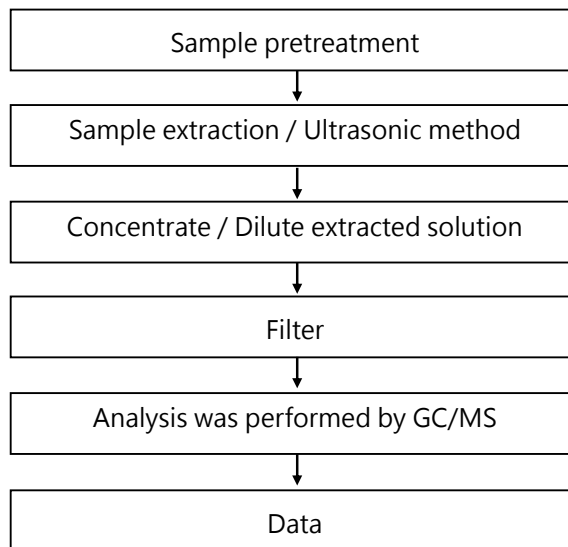 Sample pretreatment
Sample extraction / Ultrasonic method
Concentrate / Dilute extracted solution
Filter
Analysis was performed by GC/MS
Data